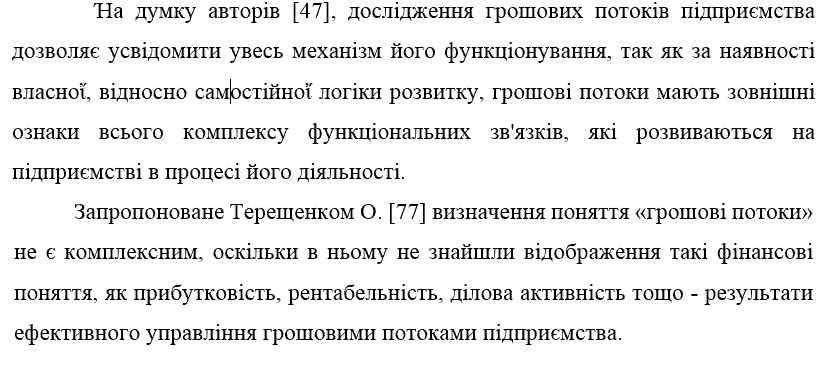 На думку авторів [47], дослідження грошових потоків підприємства
дозволяє усвідомити увесь механізм його функціонування, так як за наявності
власної, відносно самостійної логіки розвитку, грошові потоки мають зовнішні
ознаки всього комплексу функціональних зв'язків, які розвиваються на
підприємстві в процесі його діяльності.
Запропоноване Терещенком О. [77] визначення поняття «грошові потоки»
не є комплексним, оскільки в ньому не знайшли відображення такі фінансові
поняття, як прибутковість, рентабельність, ділова активність тощо - результати
ефективного управління грошовими потоками підприємства.